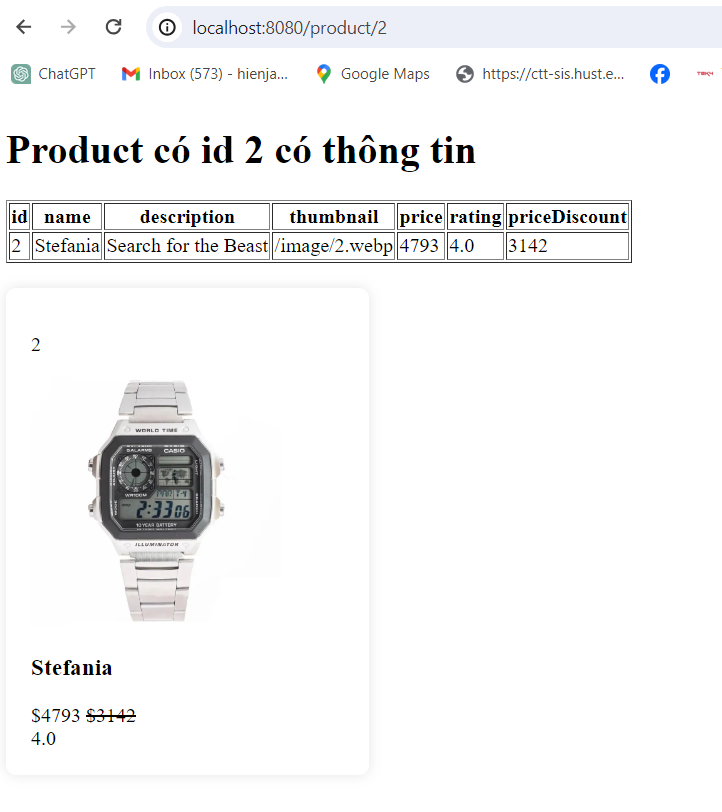 localhost:8080/product/2
ChatGPT Inbox (573) - hienja... Google Maps https://ctt-sis.hust.e...
Product có id 2 có thông tin
id name description thumbnail price rating priceDiscount
2 Stefania Search for the Beast /image/2.webp 4793 4.0 3142
2
WORLD TIME
5ALARMS CASIO
WR100M
2:33 06
10 YEAR BATTERY
ILLUMINATOR
Stefania
$4793 $3142
4.0